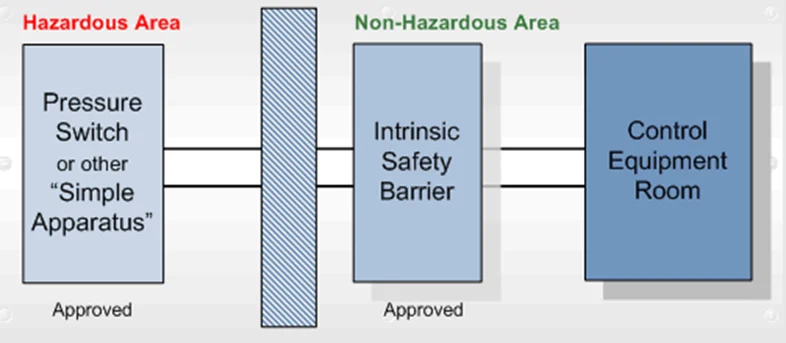 Hazardous Area
Non-Hazardous Area
Pressure
Switch
or other
“Simple
Apparatus”
Intrinsic
Safety
Barrier
Control
Equipment
Room
Approved
Approved